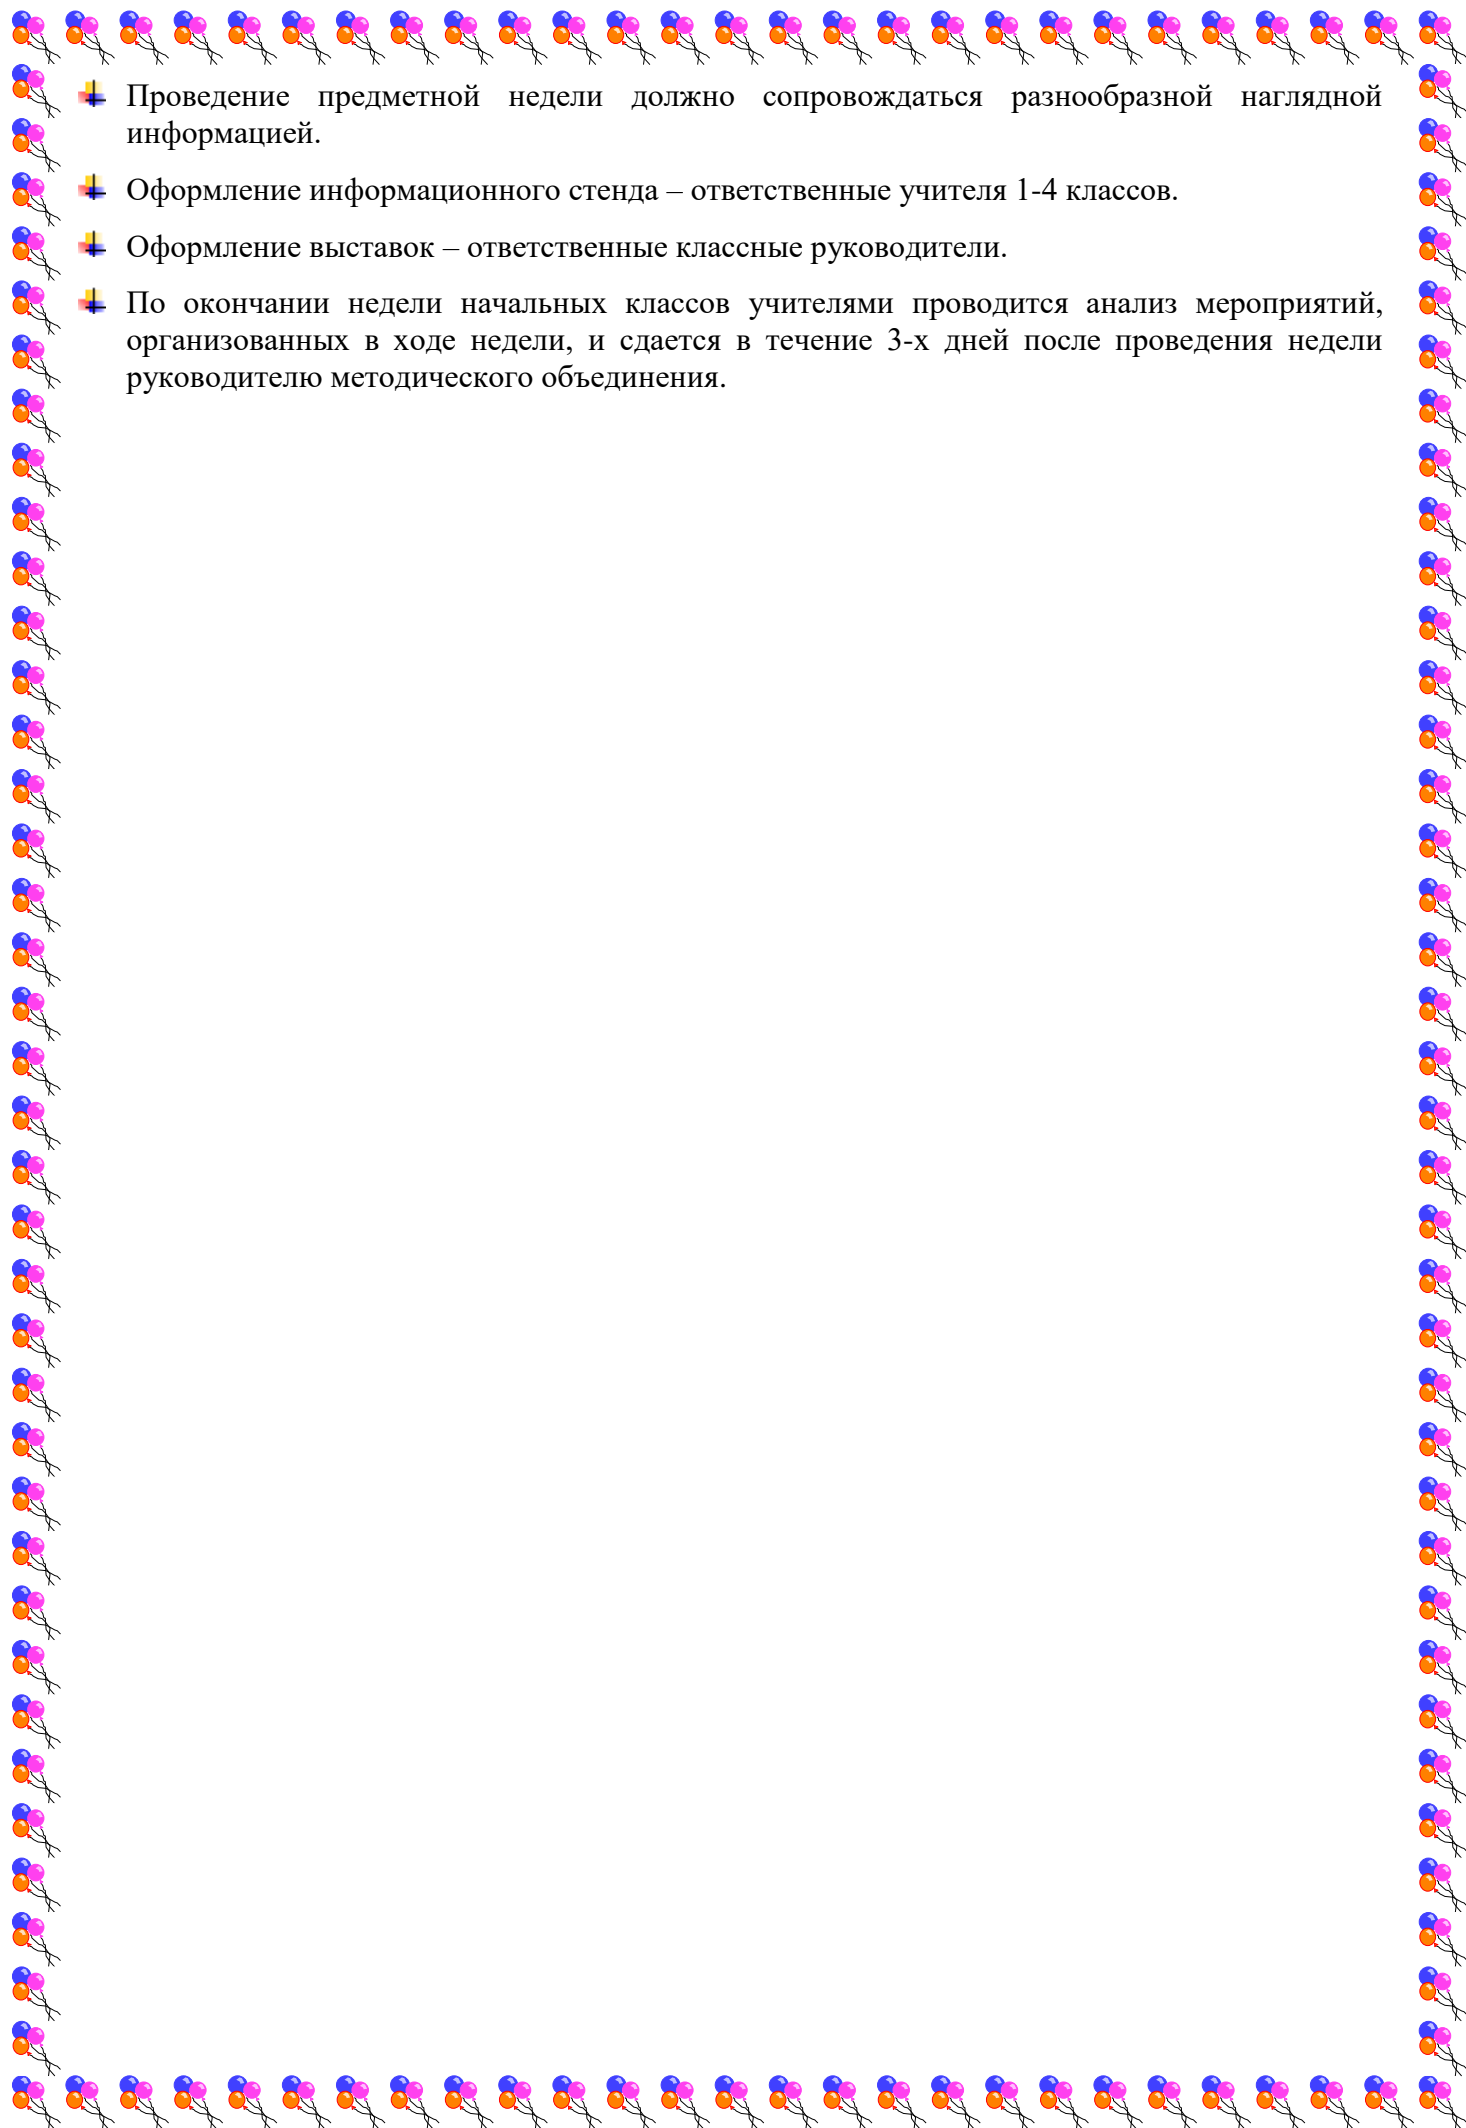 Проведение предметной недели должно сопровождаться разнообразной наглядной
информацией.
Оформление информационного стенда – ответственные учителя 1-4 классов.
Оформление выставок – ответственные классные руководители.
По окончании недели начальных классов учителями проводится анализ мероприятий,
организованных в ходе недели, и сдается в течение 3-х дней после проведения недели
руководителю методического объединения.